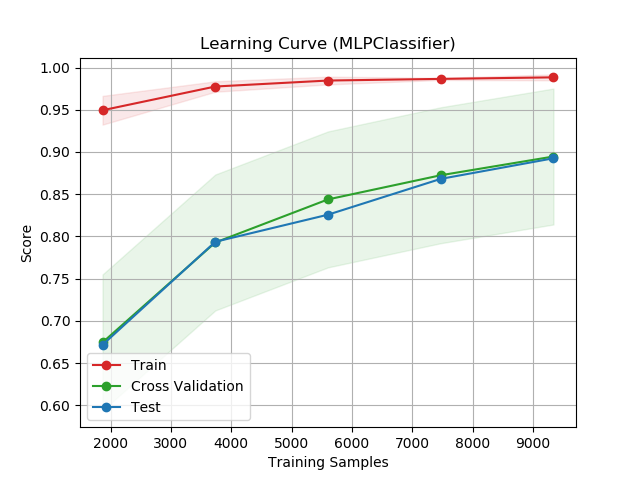 Learning Curve (MLPClassifier)
1.00
0.95
0.90
0.85
0.80
0.75
0.70
0.65
0.60
Score
Train
Cross Validation
Test
2000 3000 4000 5000 6000 7000 8000 9000
Training Samples